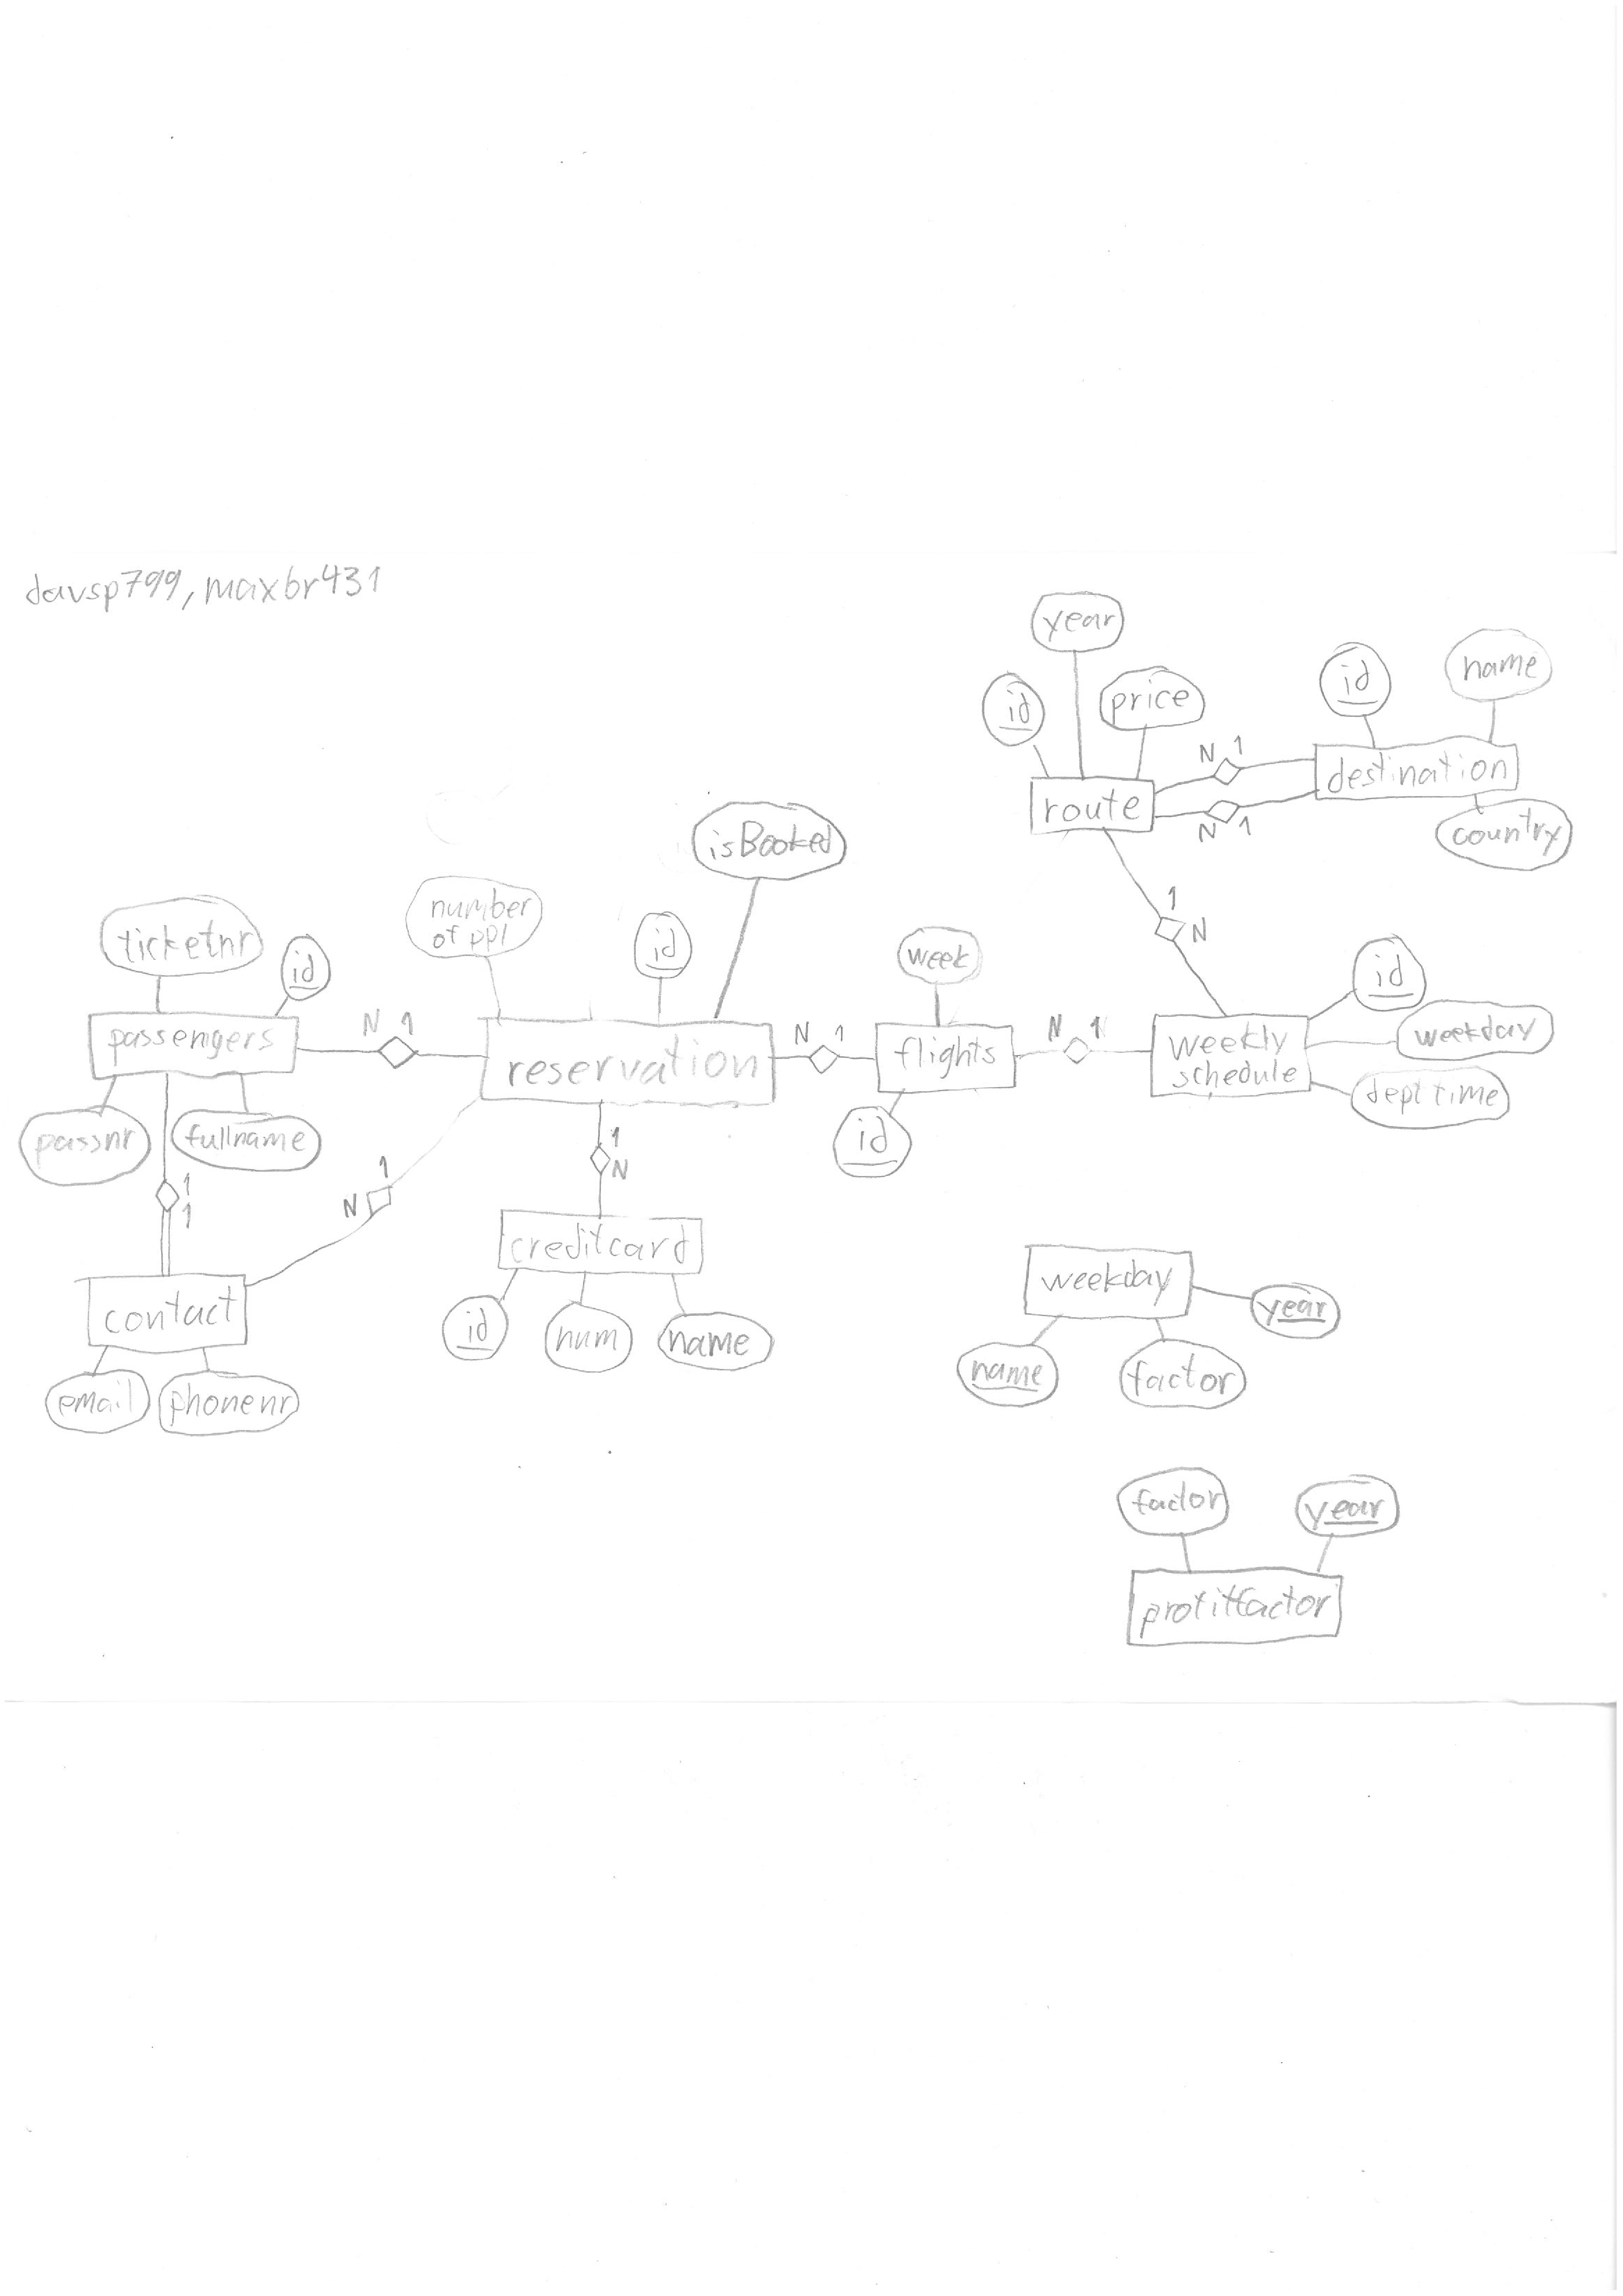 davsp799, maxbr431
year
id
price
id
name
N 1
destination
route
N 1
country
isBooked
number
of ppl
id
1
N
ticketnr
id
week
id
weekday
dept time
passengers
N 1
reservation
N 1
flights
N 1
weekly
schedule
passnr
fullname
id
1
1
1
N
1
N
creditcard
contact
id
num
name
email
phonenr
weekday
year
name
factor
factor
year
profitfactor